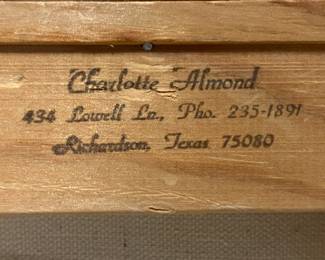 Charlotte Almond
434 Lowell Ln., Pho. 235-1891
Richardson, Texas 75080